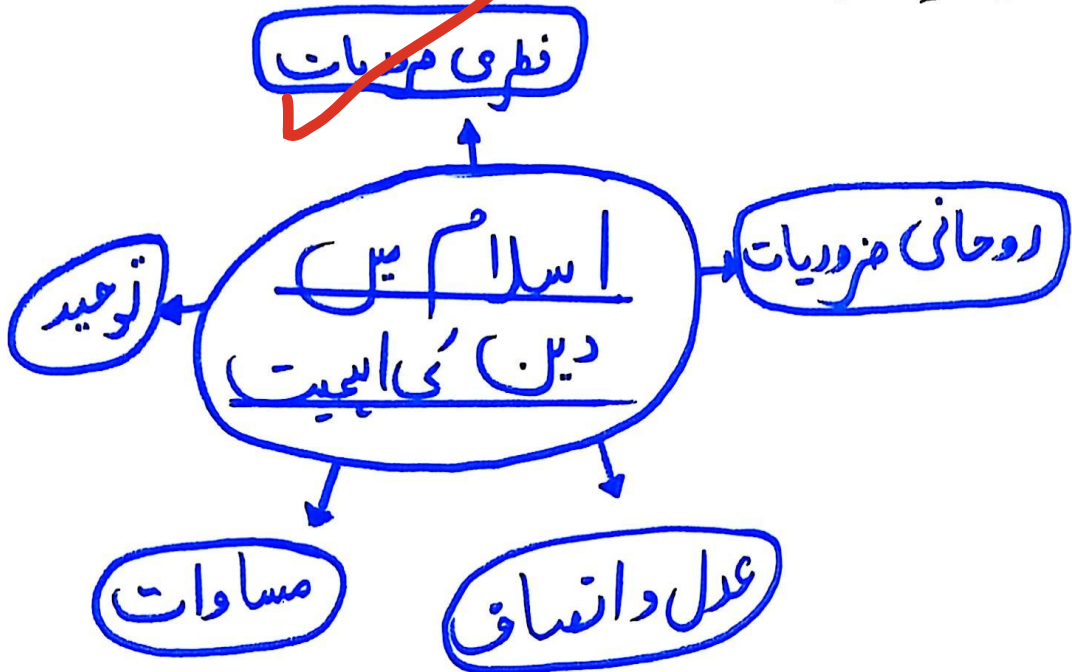 فطری ضروریات
اسلام میں
دین کی اہمیت
روحانی ضروریات
توحید
عدل و انصاف
مساوات